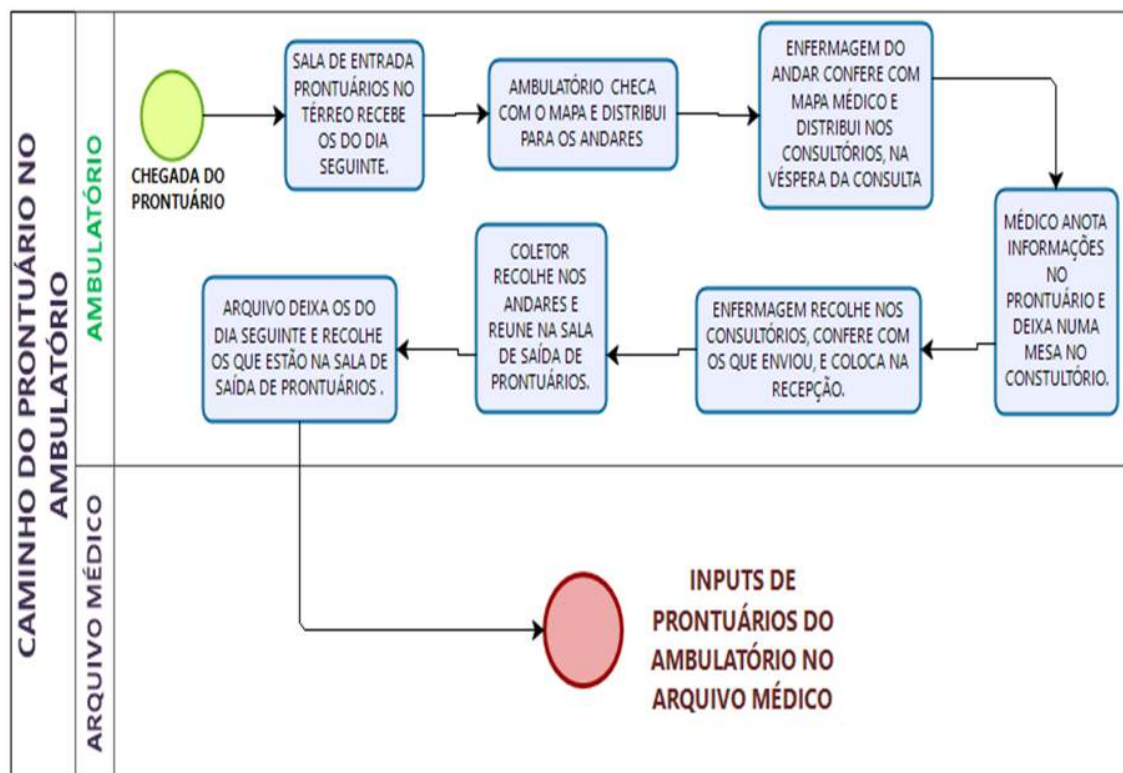 CAMINHO DO PRONTUÁRIO NO
AMBULATÓRIO
AMBULATÓRIO
CHEGADA DO
PRONTUÁRIO
SALA DE ENTRADA
PRONTUÁRIOS NO
TÉRREO RECEBE
OS DO DIA
SEGUINTE.
AMBULATÓRIO CHECA
COM O MAPA E DISTRIBUI
PARA OS ANDARES
ENFERMAGEM DO
ANDAR CONFERE COM
MAPA MÉDICO E
DISTRIBUI NOS
CONSULTÓRIOS, NA
VÉSPERA DA CONSULTA
MÉDICO ANOTA
INFORMAÇÕES
NO
PRONTUÁRIO E
DEIXA NUMA
MESA NO
CONSTULTÓRIO.
ENFERMAGEM RECOLHE NOS
CONSULTÓRIOS, CONFERE COM
OS QUE ENVIOU, E COLOCA NA
RECEPÇÃO.
COLETOR
RECOLHE NOS
ANDARES E
REUNE NA SALA
DE SAÍDA DE
PRONTUÁRIOS.
ARQUIVO DEIXA OS DO
DIA SEGUINTE E RECOLHE
OS QUE ESTÃO NA SALA DE
SAÍDA DE PRONTUÁRIOS .
ARQUIVO MÉDICO
INPUTS DE
PRONTUÁRIOS DO
AMBULATÓRIO NO
ARQUIVO MÉDICO